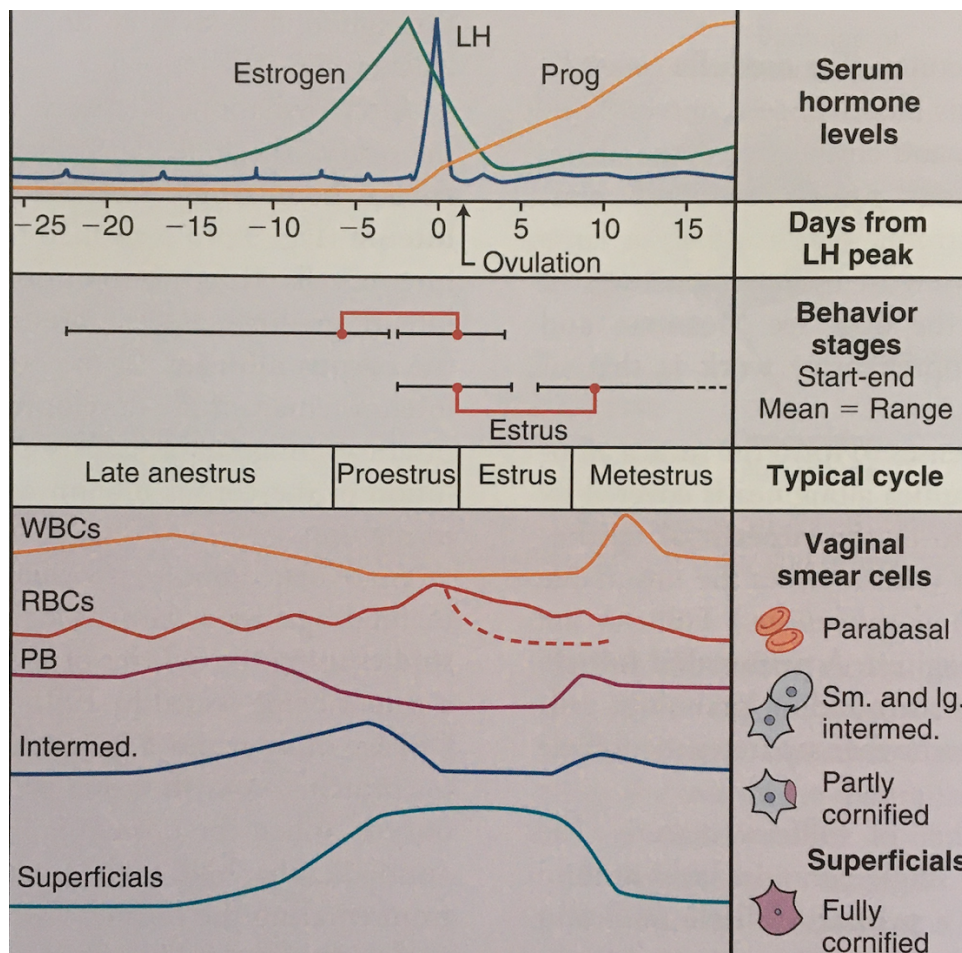 LH
Estrogen
Prog
Serum
hormone
levels
−25 −20 −15 −10 −5 0 5 10 15
Days from
LH peak
Ovulation
Behavior
stages
Start-end
Mean = Range
Estrus
Late anestrus
Proestrus
Estrus
Metestrus
Typical cycle
WBCs
RBCs
PB
Intermed.
Superficials
Vaginal
smear cells
Parabasal
Sm. and lg.
intermed.
Partly
cornified
Superficials
Fully
cornified